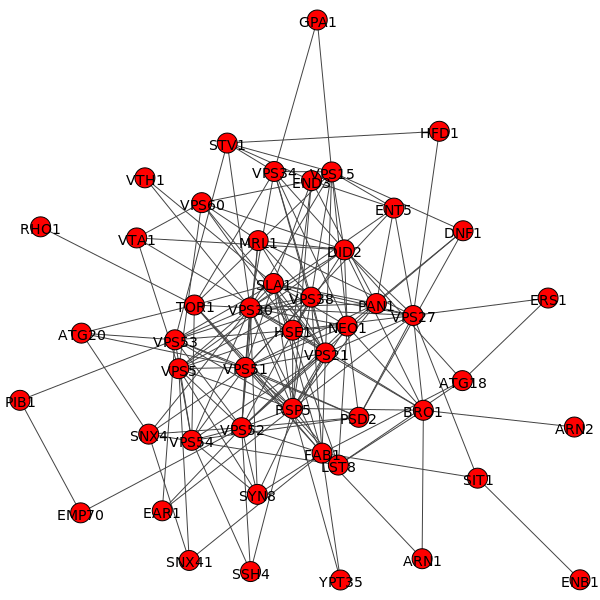 GPA1
HFD1
STV1
VPS34
VPS15
END3
VTH1
VPS60
ENT5
RHO1
VTA1
MRL1
DID2
DNF1
SLA1
VPS38
ERS1
TOR1
VPS30
PAN1
VPS27
ATG20
HSE1
NEO1
VPS53
VPS21
VPS5
VPS51
ATG18
PIB1
RSP5
PSD2
BRO1
ARN2
SNX4
VPS54
VPS52
FAB1
LST8
SIT1
SYN8
EMP70
EAR1
SNX41
SSH4
YPT35
ARN1
ENB1